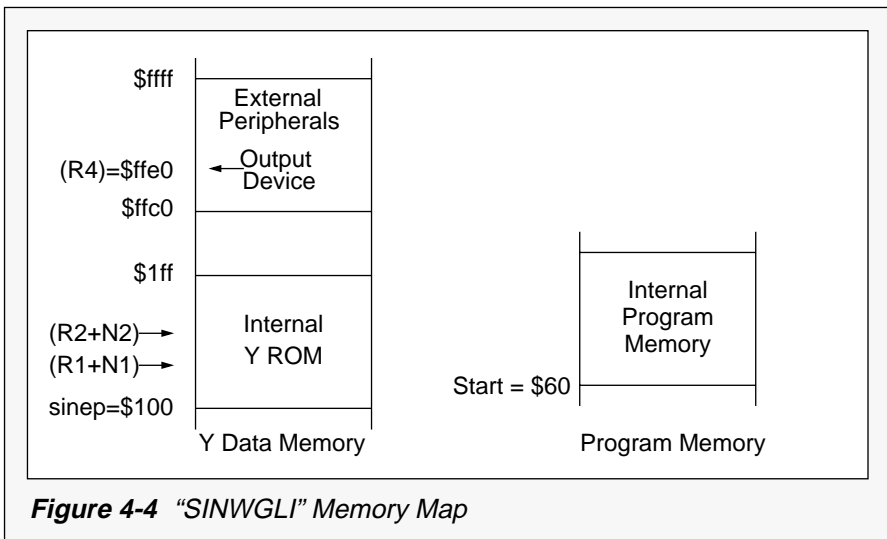 $ffff
External
Peripherals
(R4)=$ffe0
Output
Device
$ffc0
$1ff
(R2+N2)
Internal
Y ROM
(R1+N1)
sinep=$100
Y Data Memory
Internal
Program
Memory
Start = $60
Program Memory
Figure 4-4 “SINWGLI” Memory Map